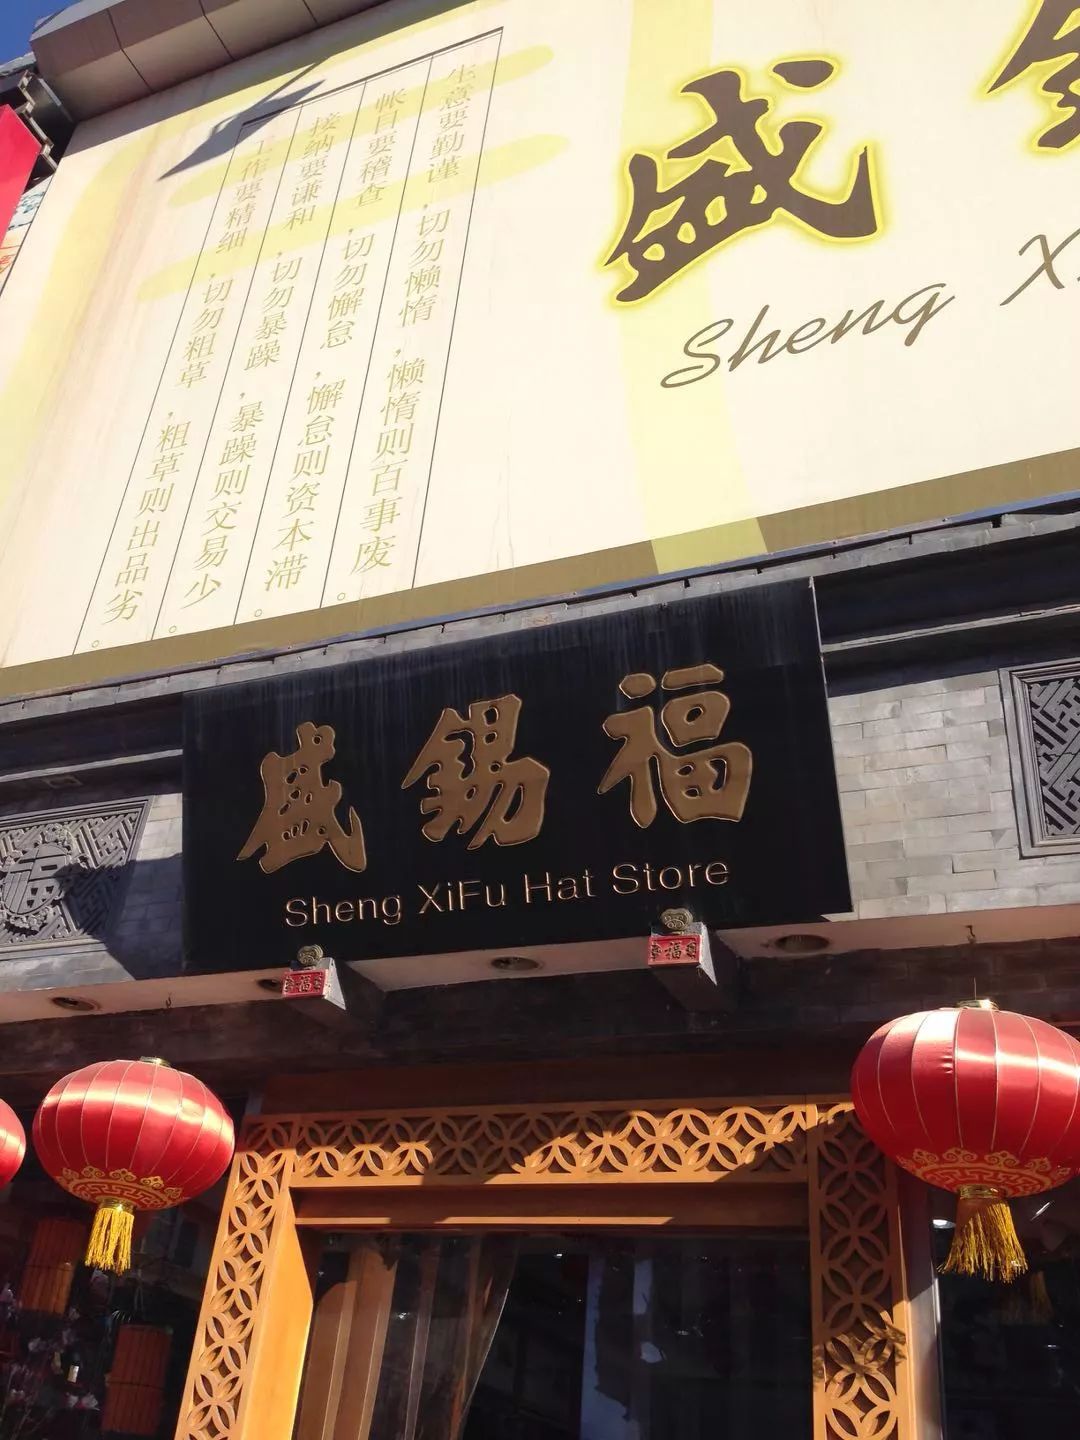 生意要勤谨，切勿懒惰，懒惰则百事废。
帐目要稽查，切勿懈怠，懈怠则资本滞。
接纳要谦和，切勿暴躁，暴躁则交易少。
工作要精细，切勿粗草，粗草则出品劣。
盛
Sheng
盛錫福
Sheng XiFu Hat Store
福
福